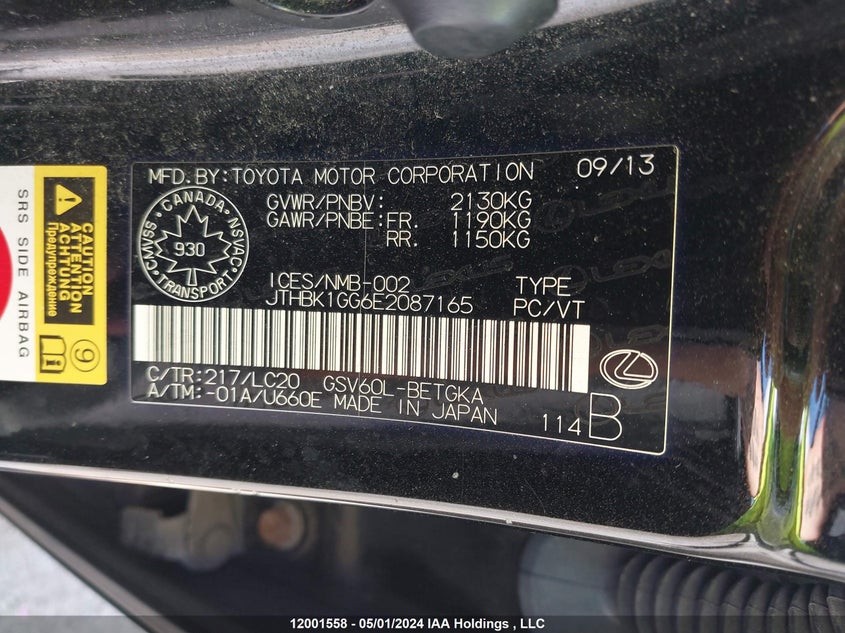 MFD.BY:TOYOTA MOTOR CORPORATION 09/13
GVWR/PNBV: 2130KG
GAWR/PNBE:FR. 1190KG
RR. 1150KG
CANADA
CMVSS NSVAC
930
TRANSPORT
ICES/NMB-002 TYPE
JTHBK1GG6E2087165 PC/VT
C/TR:217/LC20 GSV60L-BETGKA
A/TM:-01A/U660E MADE IN JAPAN
114 B
SRS SIDE AIRBAG
CAUTION
ATTENTION
ACHTUNG
Предупреждение
9
12001558 - 05/01/2024 IAA Holdings , LLC